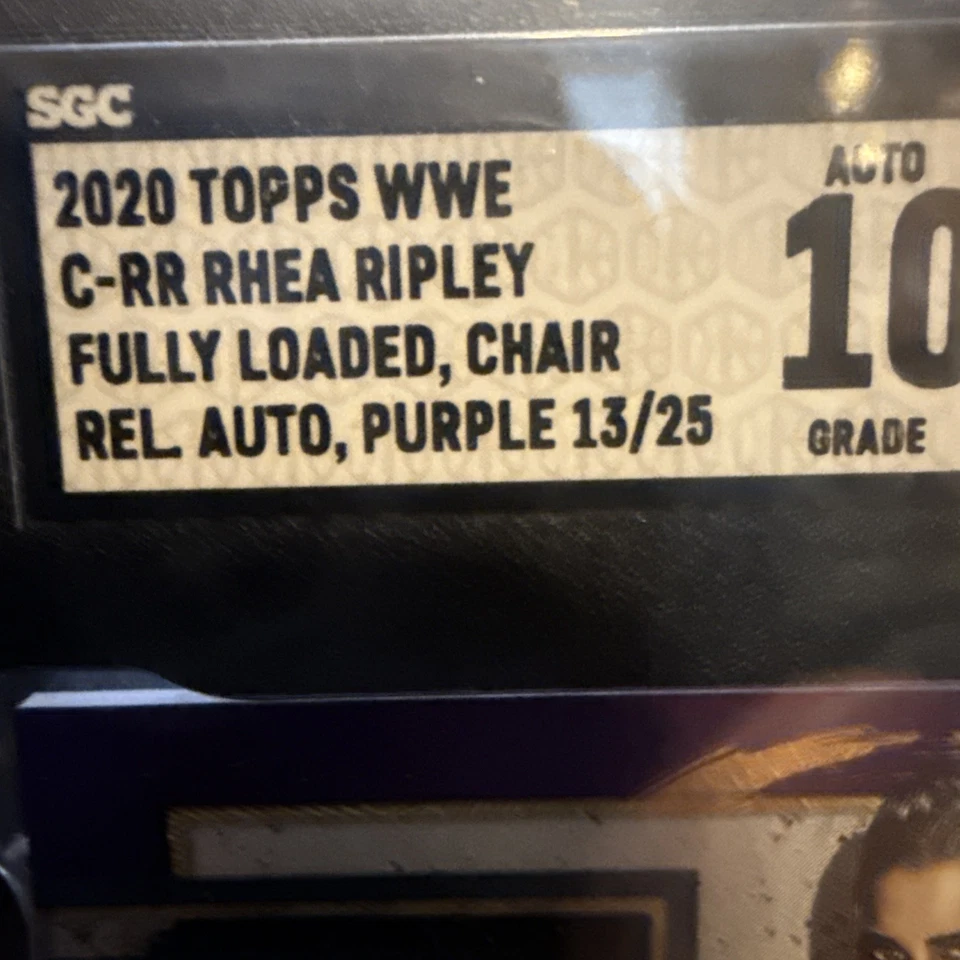 SGC
2020 TOPPS WWE
C-RR RHEA RIPLEY
FULLY LOADED, CHAIR
REL. AUTO, PURPLE 13/25
AUTO
10
GRADE